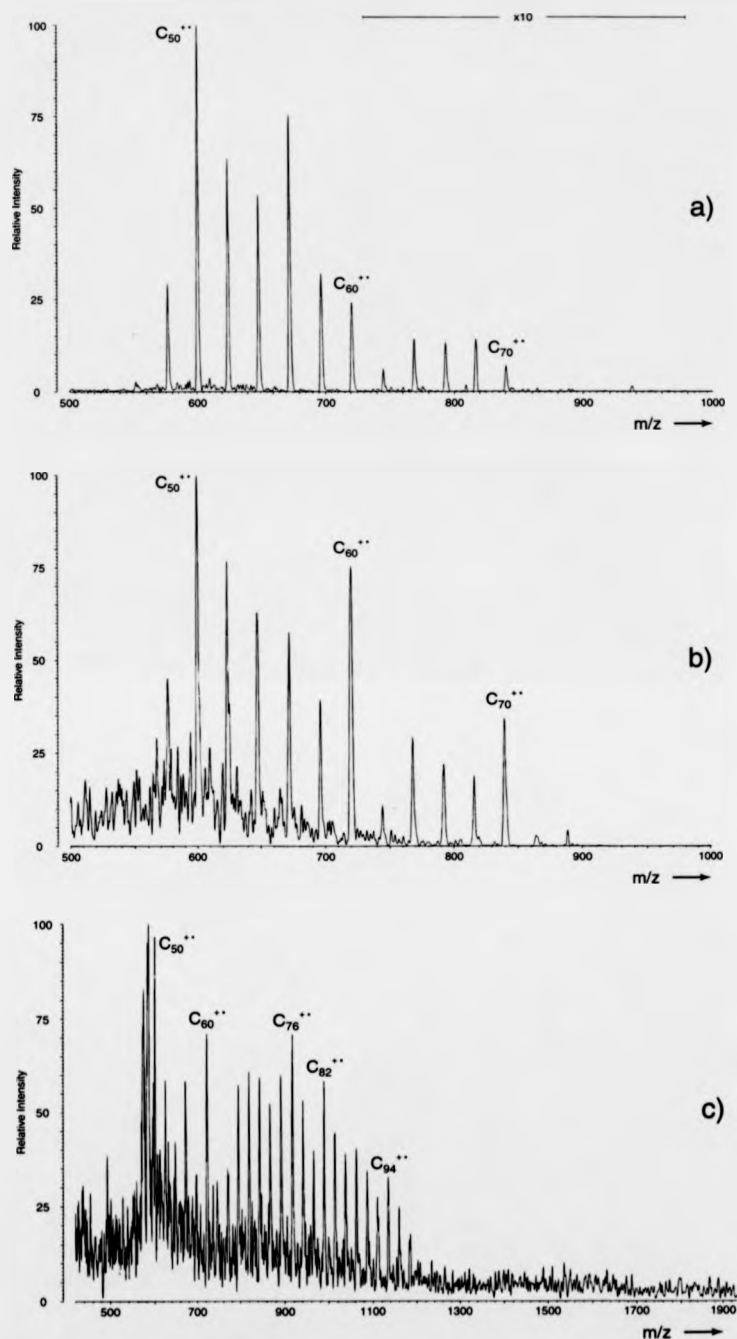 x10
100
75
50
25
0
Relative Intensity
C₅₀⁺•
C₆₀⁺•
C₇₀⁺•
a)
500
600
700
800
900
1000
m/z
100
75
50
25
0
Relative Intensity
C₅₀⁺•
C₆₀⁺•
C₇₀⁺•
b)
500
600
700
800
900
1000
m/z
100
75
50
25
0
Relative Intensity
C₅₀⁺•
C₆₀⁺•
C₇₆⁺•
C₈₂⁺•
C₉₄⁺•
c)
500
700
900
1100
1300
1500
1700
1900
m/z